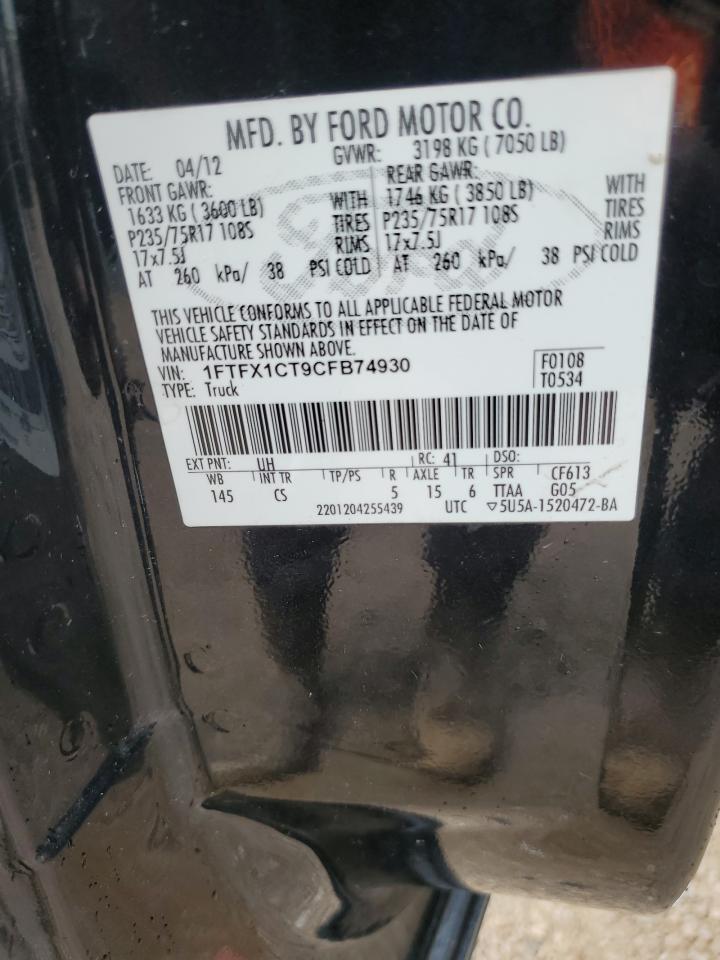 MFD. BY FORD MOTOR CO.
DATE: 04/12 GVWR: 3198 KG ( 7050 LB)
FRONT GAWR: REAR GAWR:
1633 KG ( 3600 LB) WITH 1746 KG ( 3850 LB) WITH
P235/75R17 108S TIRES P235/75R17 108S TIRES
17x7.5J RIMS 17x7.5J RIMS
AT 260 kPa/ 38 PSI COLD AT 260 kPa/ 38 PSI COLD
THIS VEHICLE CONFORMS TO ALL APPLICABLE FEDERAL MOTOR
VEHICLE SAFETY STANDARDS IN EFFECT ON THE DATE OF
MANUFACTURE SHOWN ABOVE.
VIN: 1FTFX1CT9CFB74930 F0108
TYPE: Truck T0534
EXT PNT: UH RC: 41 DSO:
WB INT TR TP/PS R AXLE TR SPR CF613
145 CS 5 15 6 TTAA G05
2201204255439 UTC ▽5U5A-1520472-BA